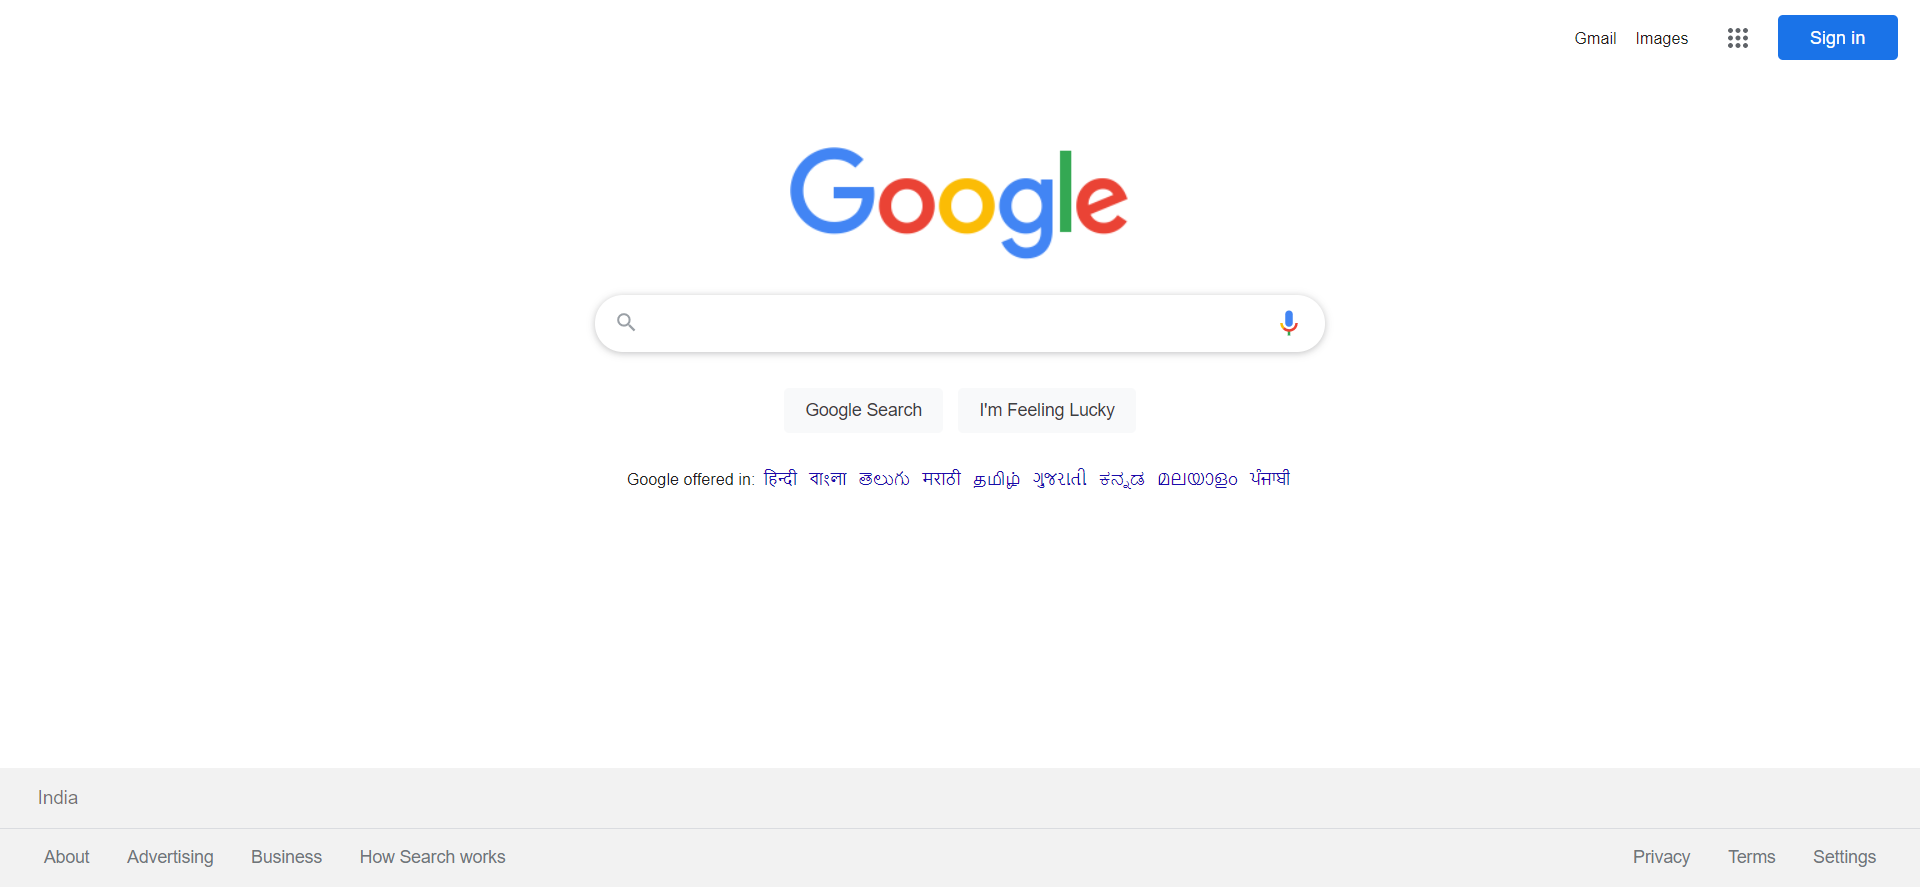 Gmail Images Sign in
Google
Google Search I'm Feeling Lucky
Google offered in: हिन्दी বাংলা తెలుగు मराठी தமிழ் ગુજરાતી ಕನ್ನಡ മലയാളം ਪੰਜਾਬੀ
India
About Advertising Business How Search works Privacy Terms Settings